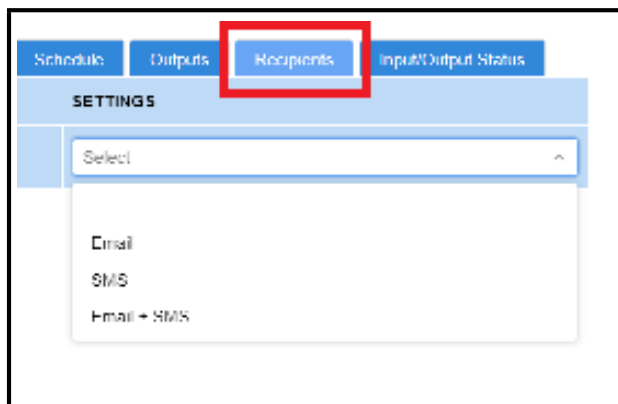 Schedule Outputs Recipients Input/Output Status
SETTINGS
Select
Email
SMS
Email + SMS